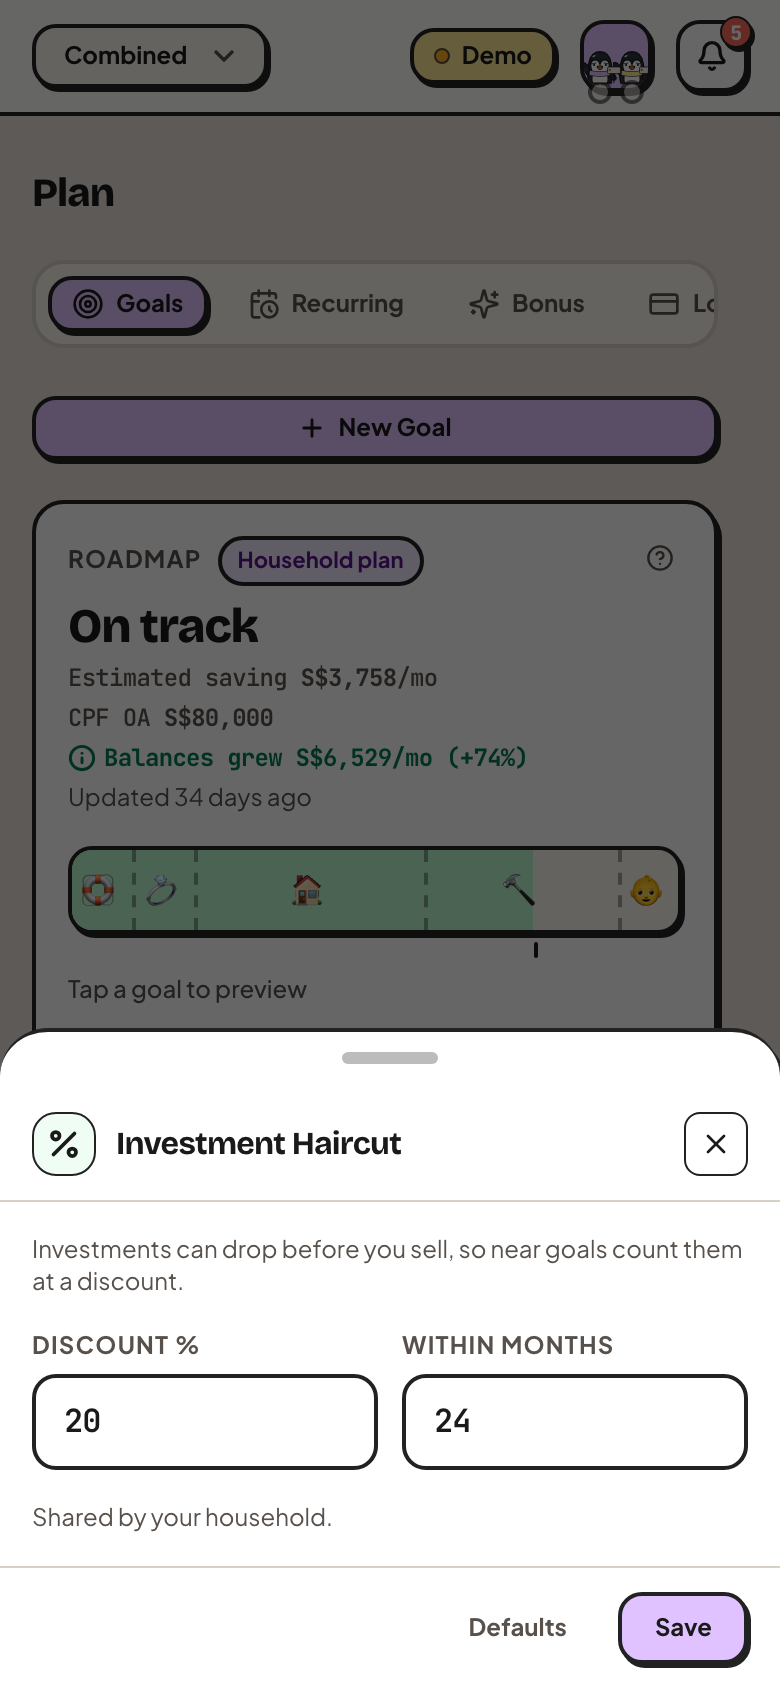 Combined
Demo
5
Plan
Goals
Recurring
Bonus
+ New Goal
ROADMAP
Household plan
On track
Estimated saving S$3,758/mo
CPF OA S$80,000
Balances grew S$6,529/mo (+74%)
Updated 34 days ago
Tap a goal to preview
% Investment Haircut
Investments can drop before you sell, so near goals count them
at a discount.
DISCOUNT %
WITHIN MONTHS
20
24
Shared by your household.
Defaults
Save